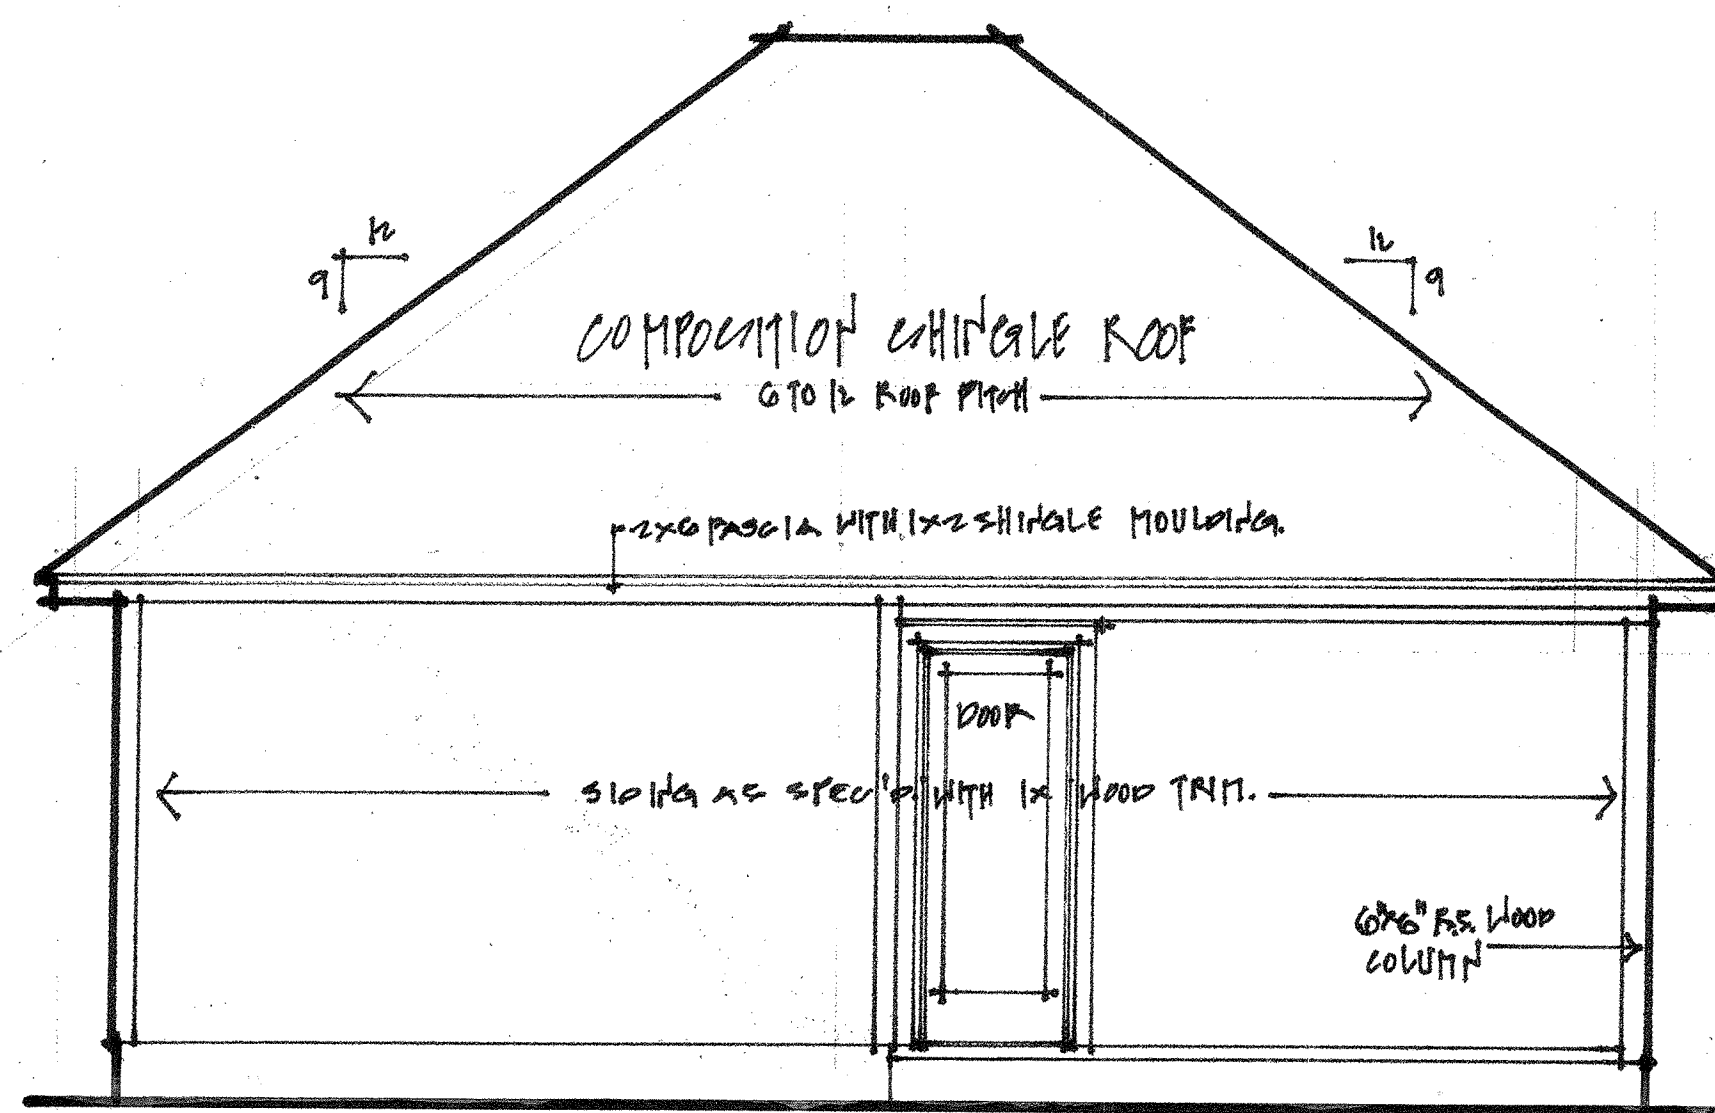 12
9
12
9
COMPOSITION SHINGLE ROOF
6 TO 12 ROOF PITCH
2x6 FASCIA WITH 1x2 SHINGLE MOULDING.
DOOR
SIDING AS SPEC'D. WITH 1x WOOD TRIM.
6"x6" R.S. WOOD
COLUMN